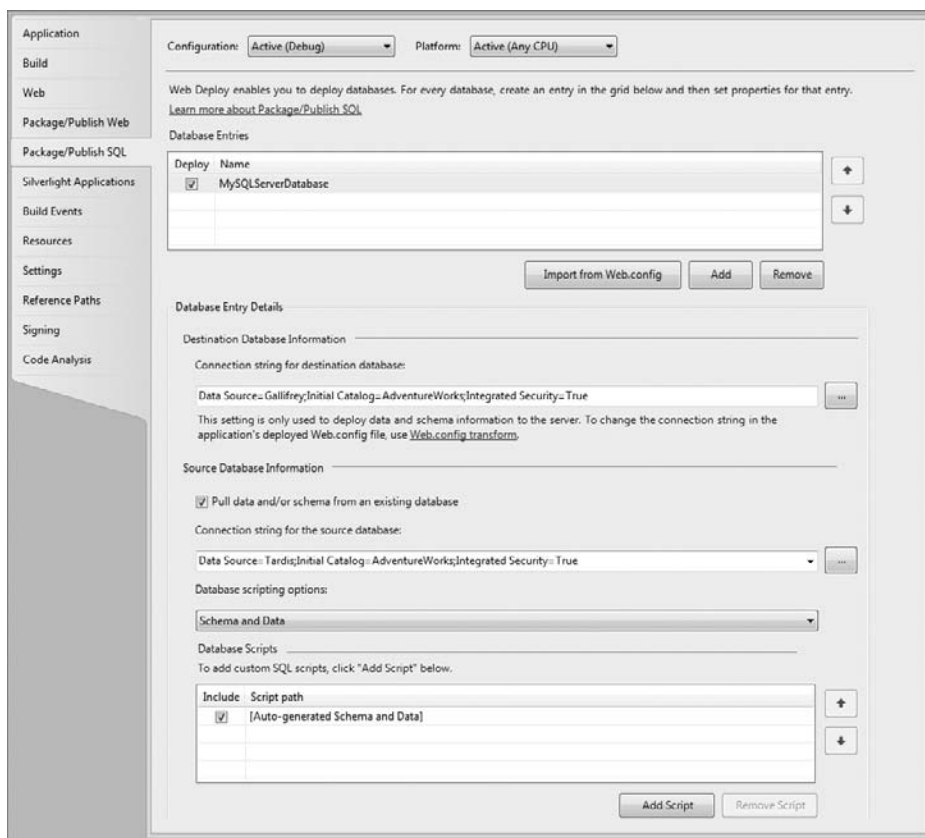 Application
Build
Web
Package/Publish Web
Package/Publish SQL
Silverlight Applications
Build Events
Resources
Settings
Reference Paths
Signing
Code Analysis
Configuration: Active (Debug) Platform: Active (Any CPU)
Web Deploy enables you to deploy databases. For every database, create an entry in the grid below and then set properties for that entry.
Learn more about Package/Publish SQL
Database Entries
Deploy Name
MySQLServerDatabase
Import from Web.config Add Remove
Database Entry Details
Destination Database Information
Connection string for destination database:
Data Source=Gallifrey;Initial Catalog=AdventureWorks;Integrated Security=True
...
This setting is only used to deploy data and schema information to the server. To change the connection string in the
application's deployed Web.config file, use Web.config transform.
Source Database Information
Pull data and/or schema from an existing database
Connection string for the source database:
Data Source=Tardis;Initial Catalog=AdventureWorks;Integrated Security=True
...
Database scripting options:
Schema and Data
Database Scripts
To add custom SQL scripts, click "Add Script" below.
Include Script path
[Auto-generated Schema and Data]
Add Script Remove Script